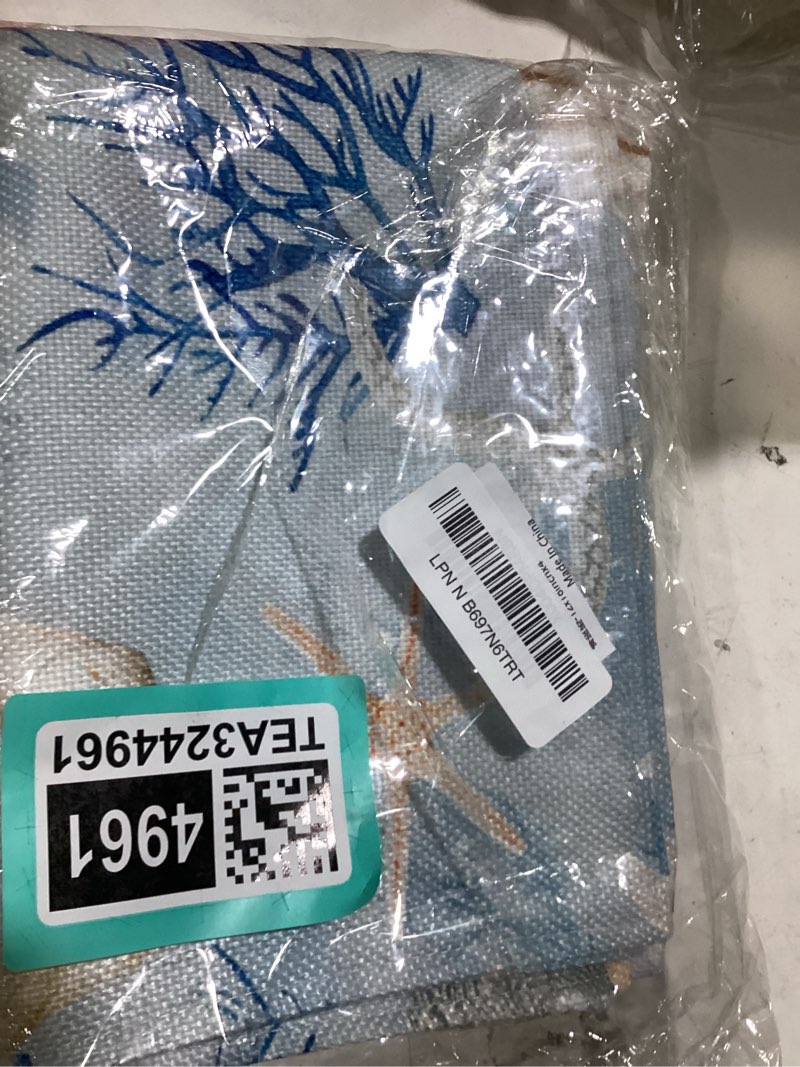 Made In China
LPN N B697N6TRT
TEA3244961
4961